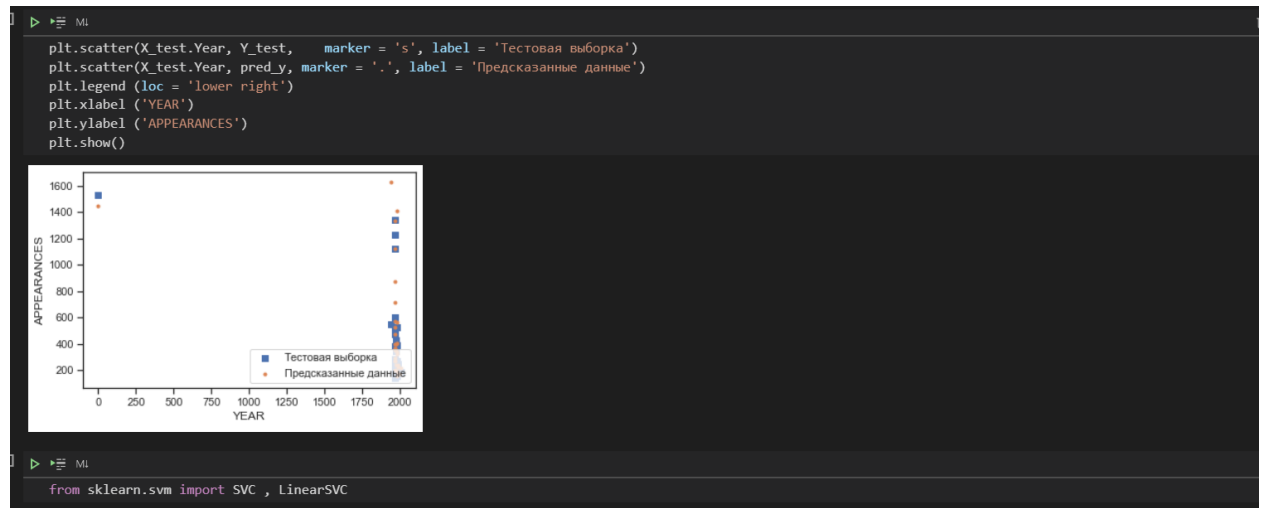 M↓
plt.scatter(X_test.Year, Y_test,    marker = 's', label = 'Тестовая выборка')
plt.scatter(X_test.Year, pred_y, marker = '.', label = 'Предсказанные данные')
plt.legend (loc = 'lower right')
plt.xlabel ('YEAR')
plt.ylabel ('APPEARANCES')
plt.show()
1600
1400
1200
1000
800
600
400
200
APPEARANCES
Тестовая выборка
Предсказанные данные
0 250 500 750 1000 1250 1500 1750 2000
YEAR
M↓
from sklearn.svm import SVC , LinearSVC